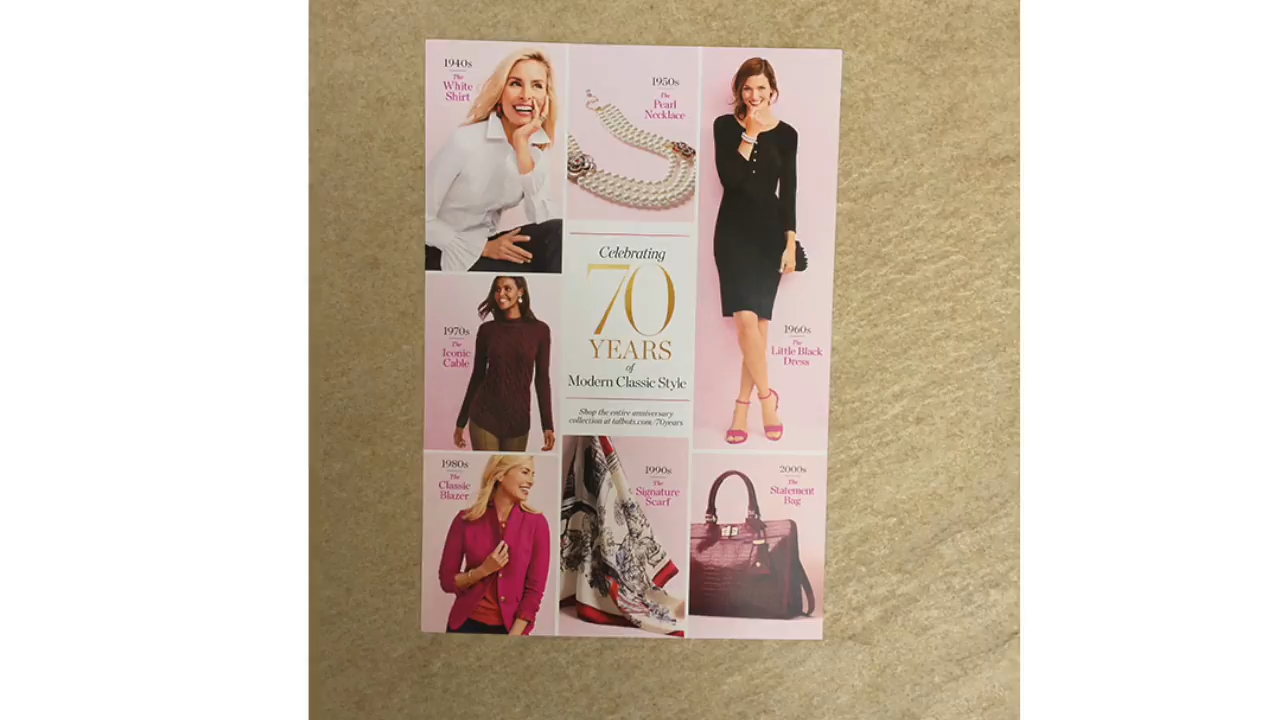 1940s
The
White
Shirt
1950s
The
Pearl
Necklace
Celebrating
70
YEARS
of
Modern Classic Style
Shop the entire anniversary
collection at talbots.com/70years
1960s
The
Little Black
Dress
1970s
The
Iconic
Cable
1980s
The
Classic
Blazer
1990s
The
Signature
Scarf
2000s
The
Statement
Bag